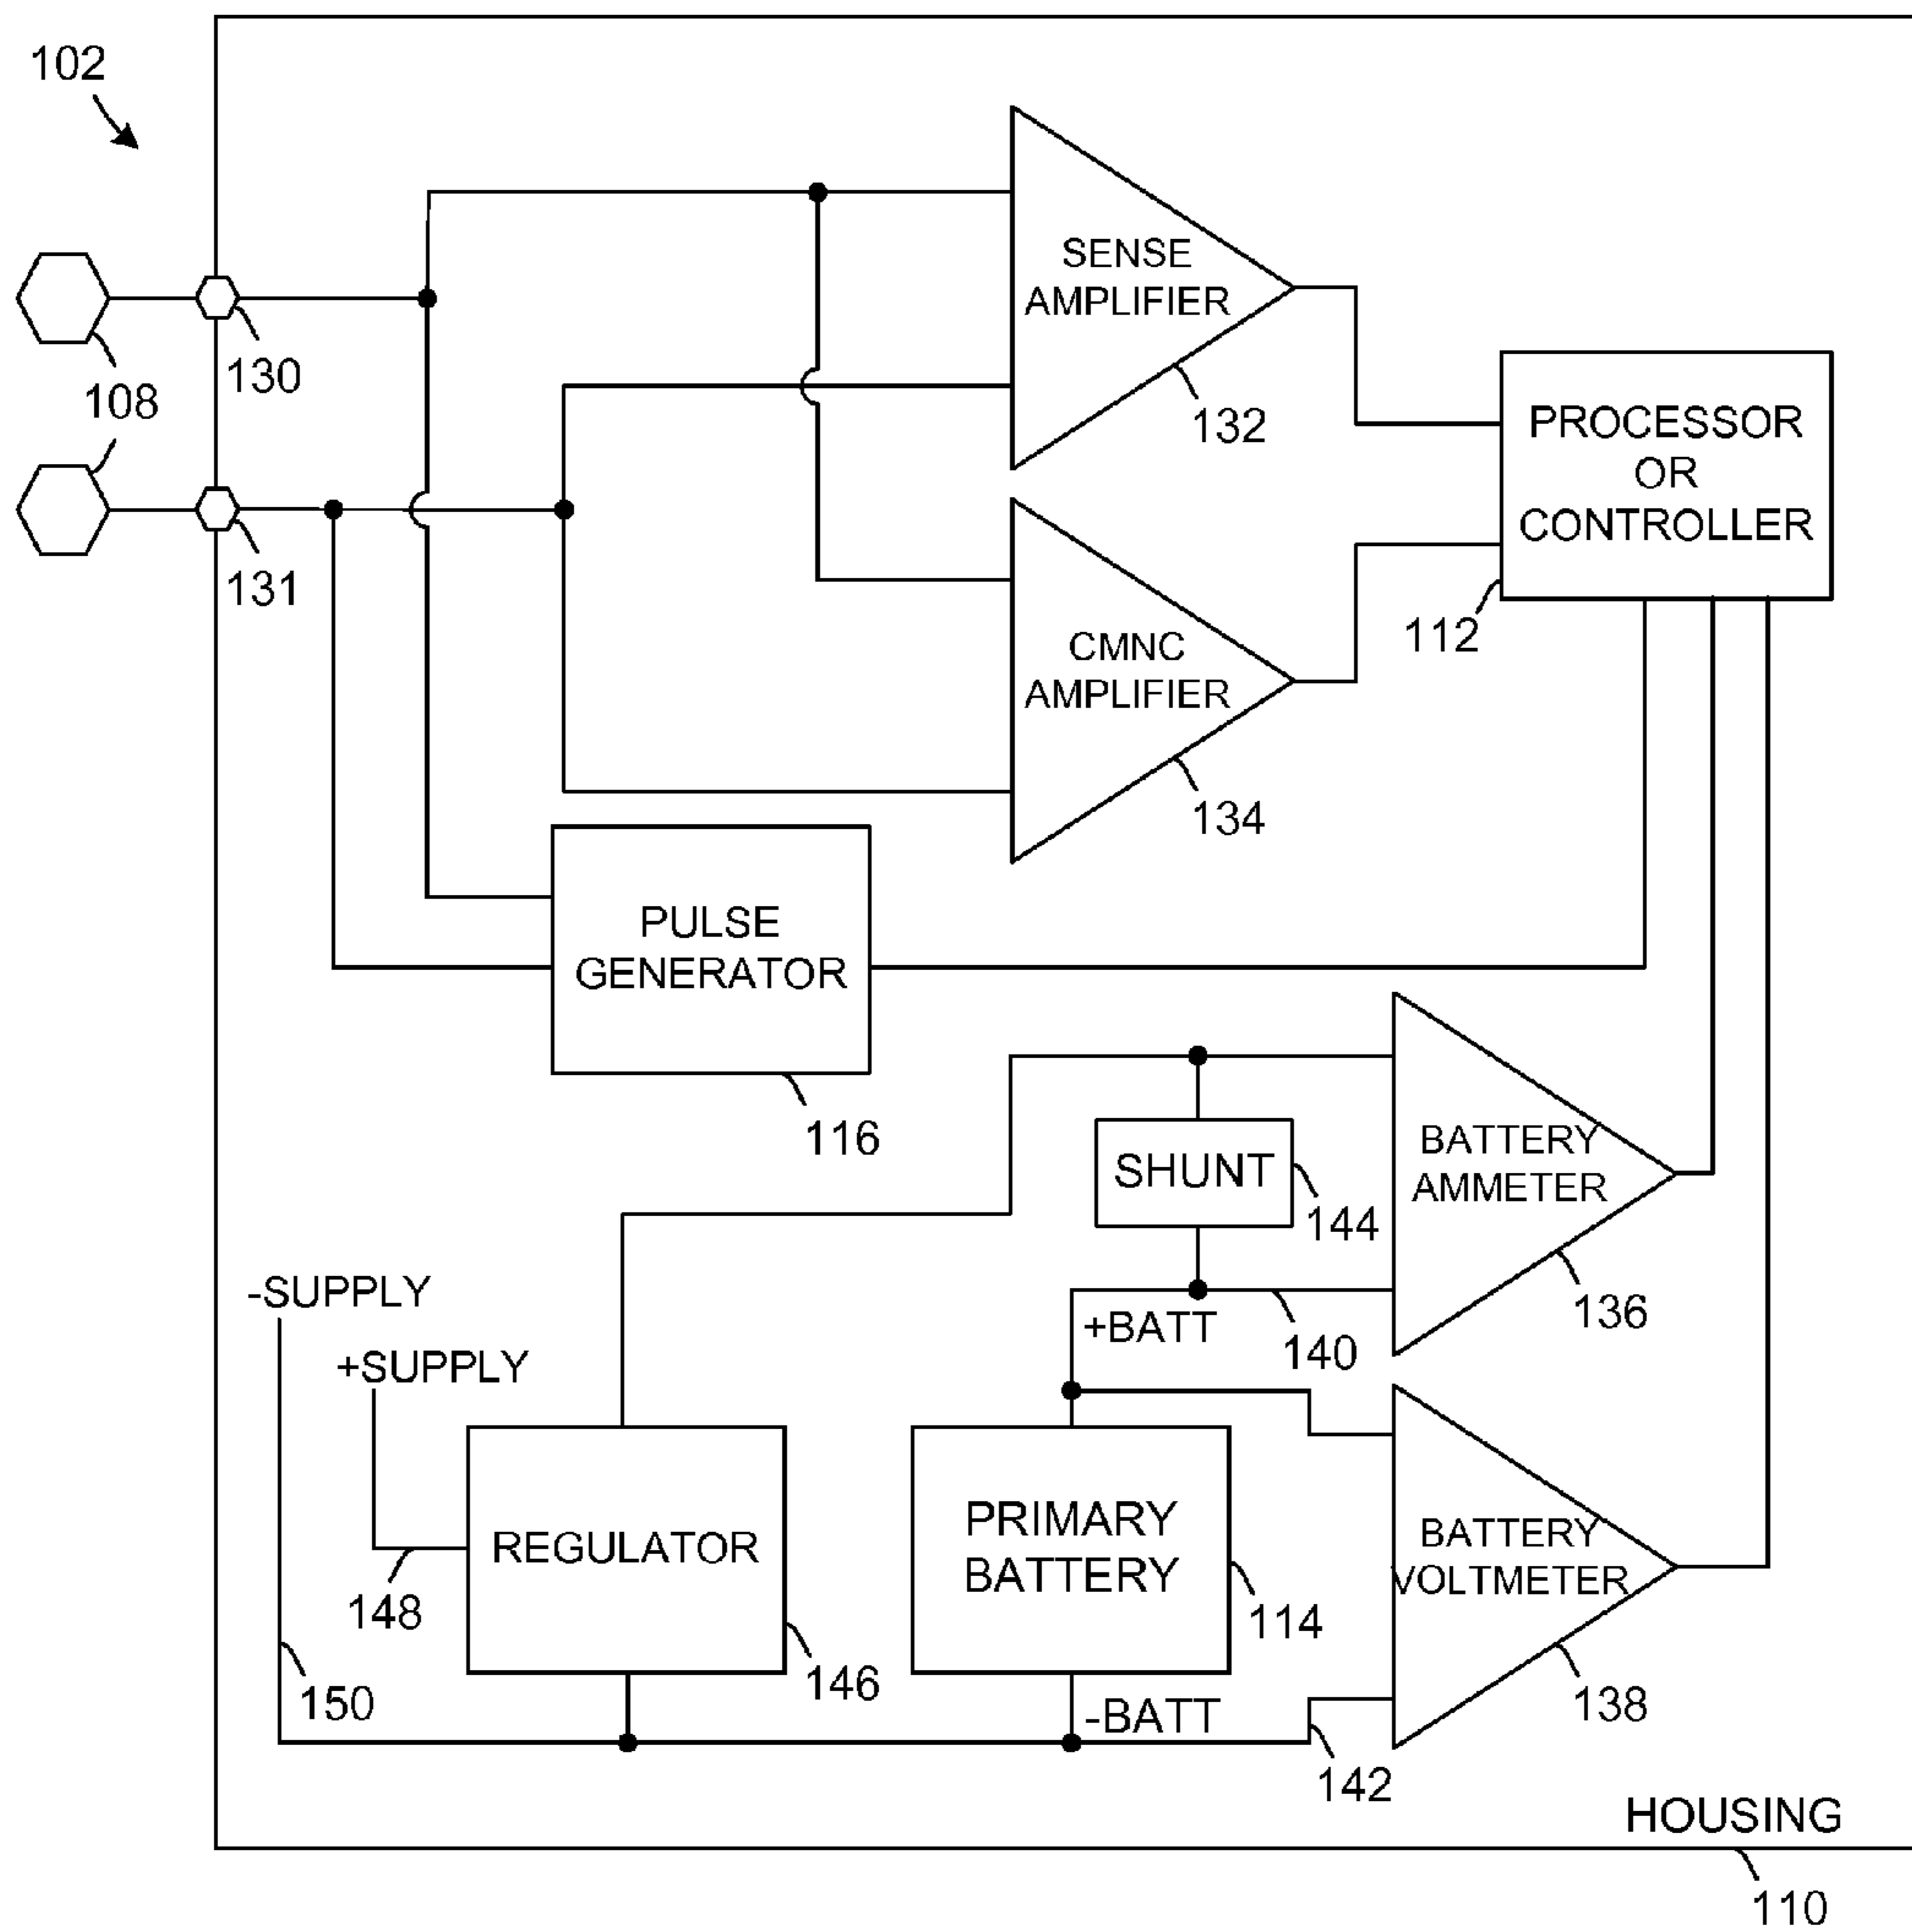 102
SENSE
AMPLIFIER
130
108
132
PROCESSOR
OR
CONTROLLER
131
112
CMNC
AMPLIFIER
134
PULSE
GENERATOR
116
BATTERY
AMMETER
SHUNT
144
-SUPPLY
136
+BATT
140
+SUPPLY
PRIMARY
BATTERY
REGULATOR
BATTERY
VOLTMETER
148
114
146
150
138
-BATT
142
HOUSING
110